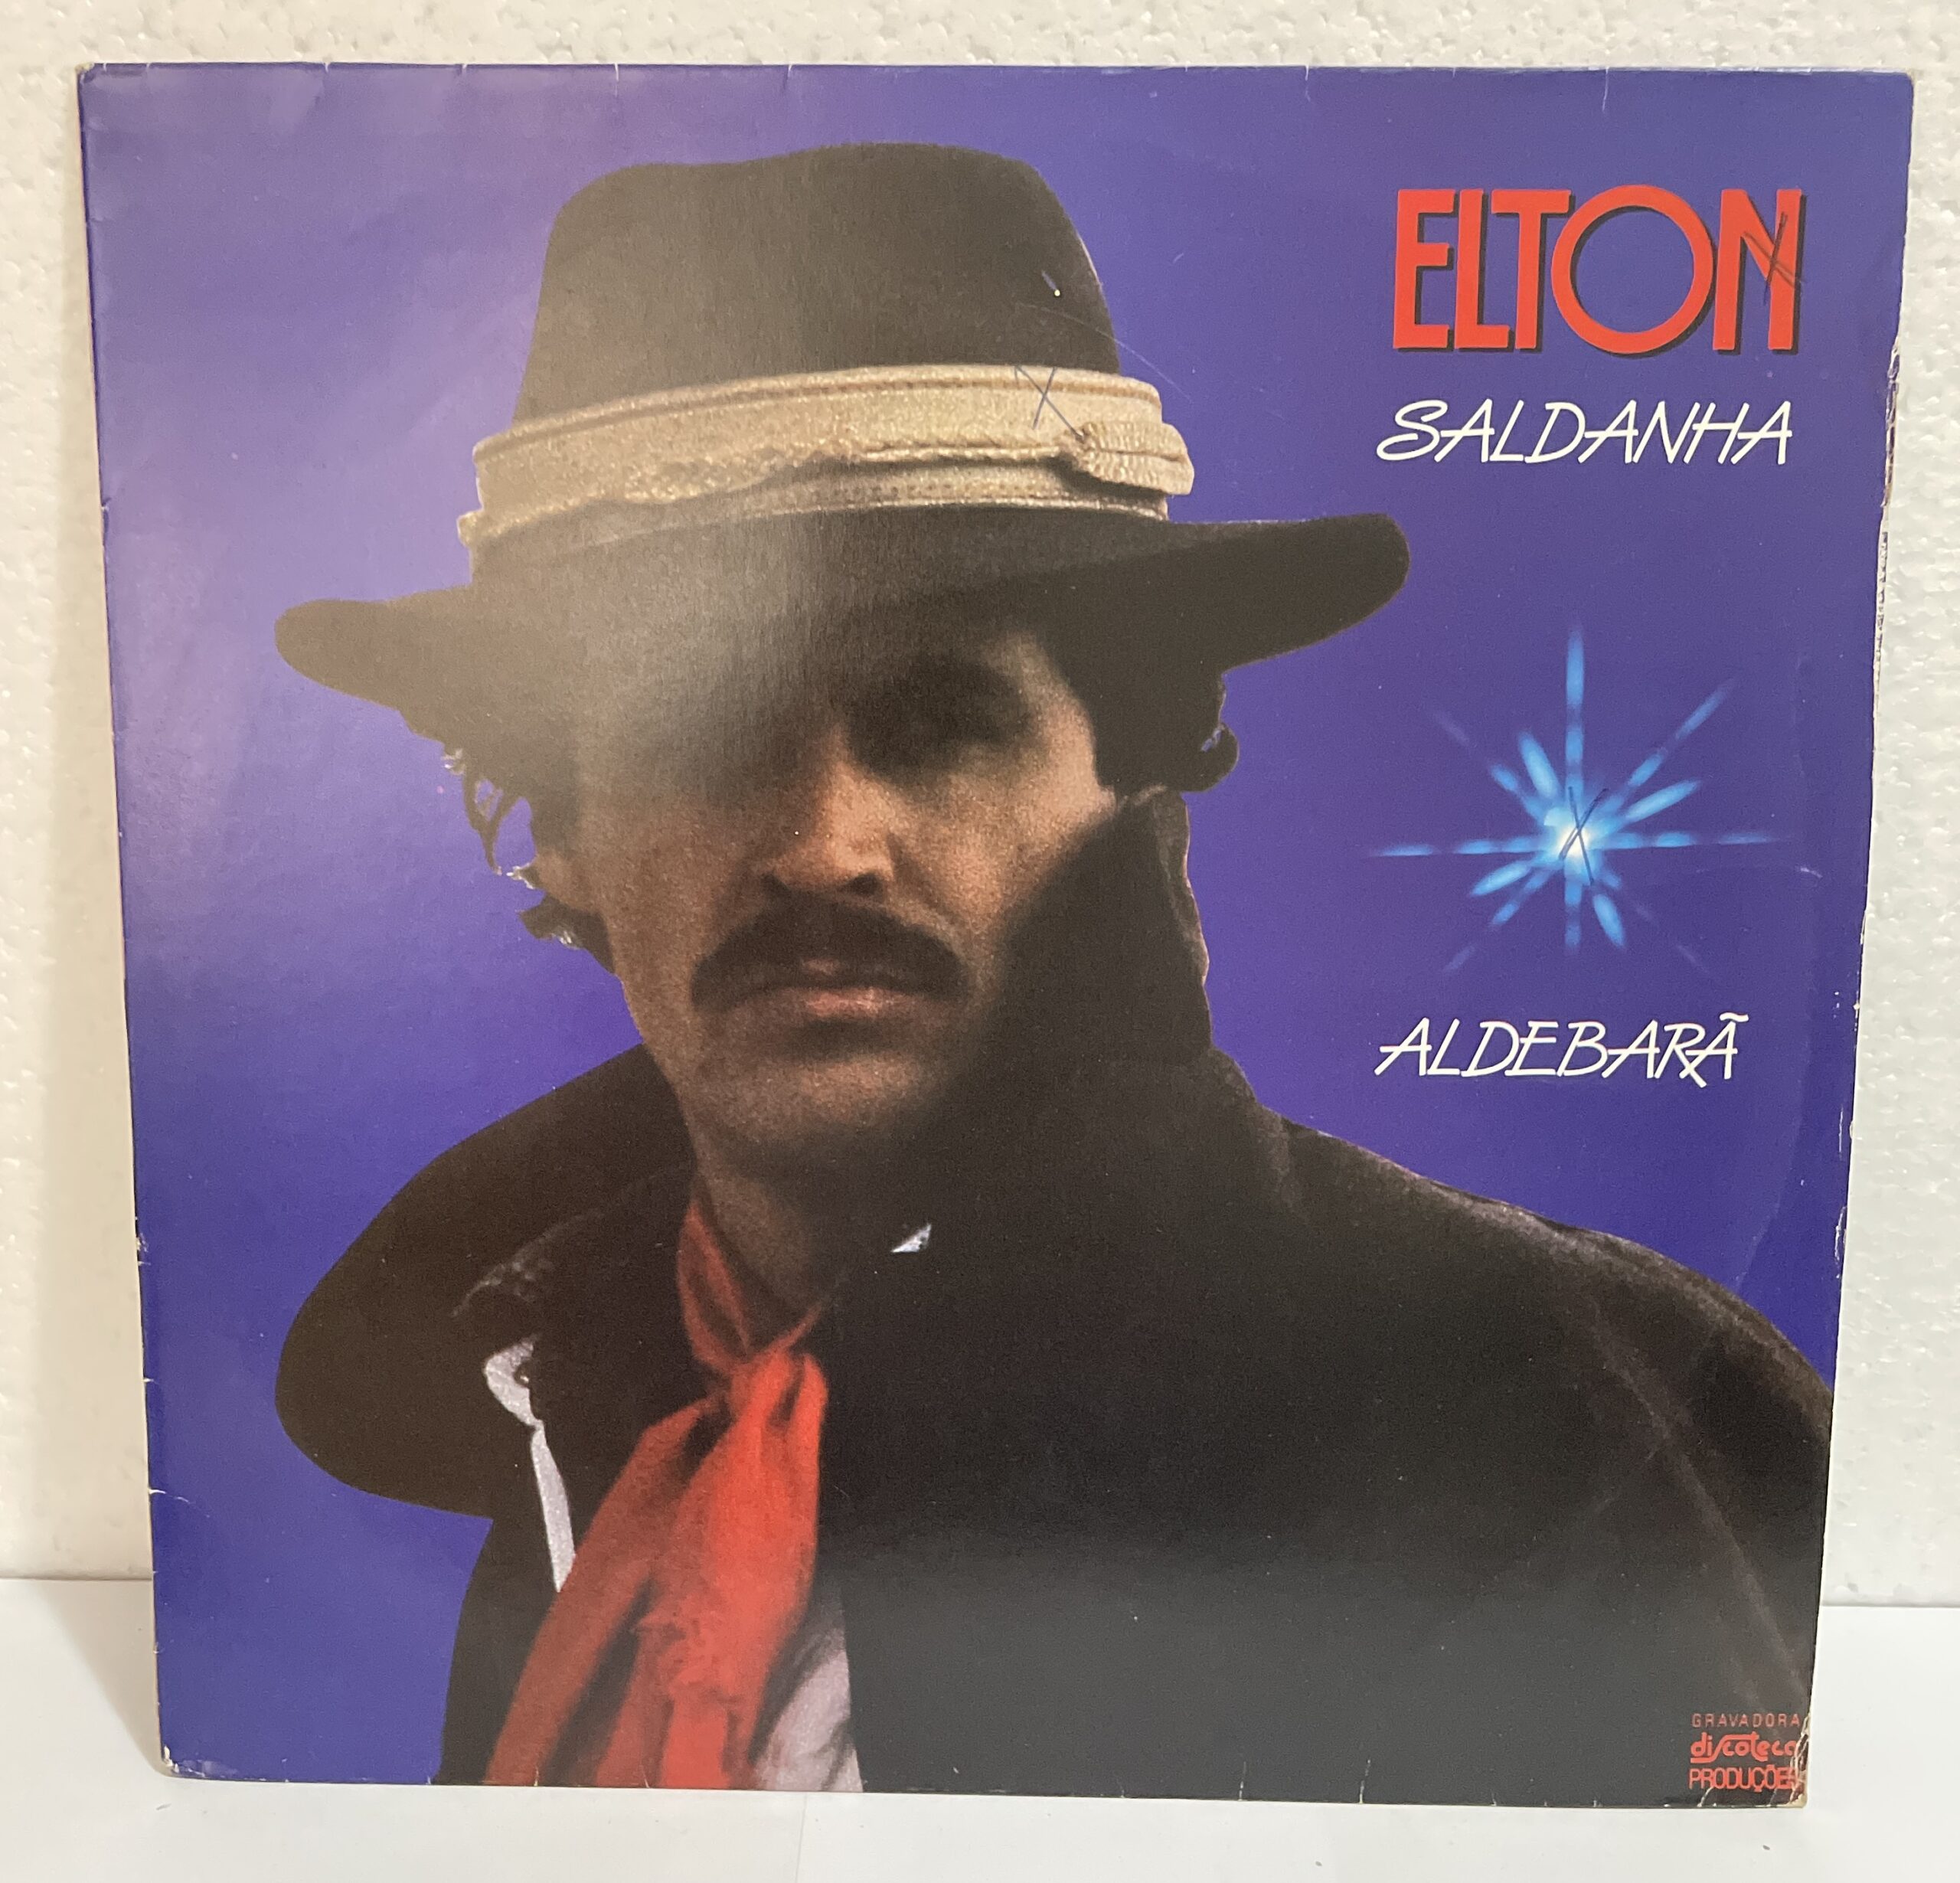 ELTON
SALDANHA
ALDEBARÃ
GRAVADORA
discoteca
PRODUÇÕES